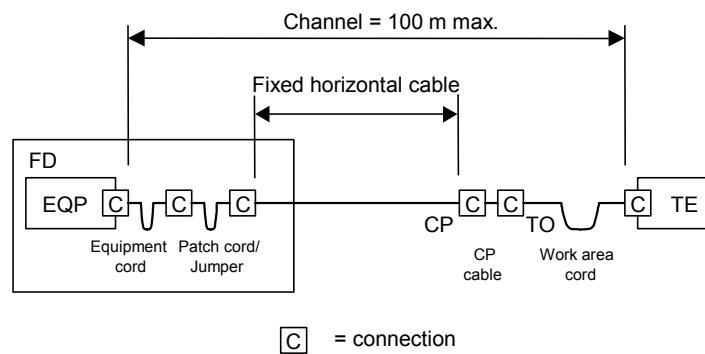 Channel = 100 m max.
Fixed horizontal cable
FD
EQP C C C C C C TE
CP TO
Equipment cord
Patch cord/ Jumper
CP cable
Work area cord
C = connection